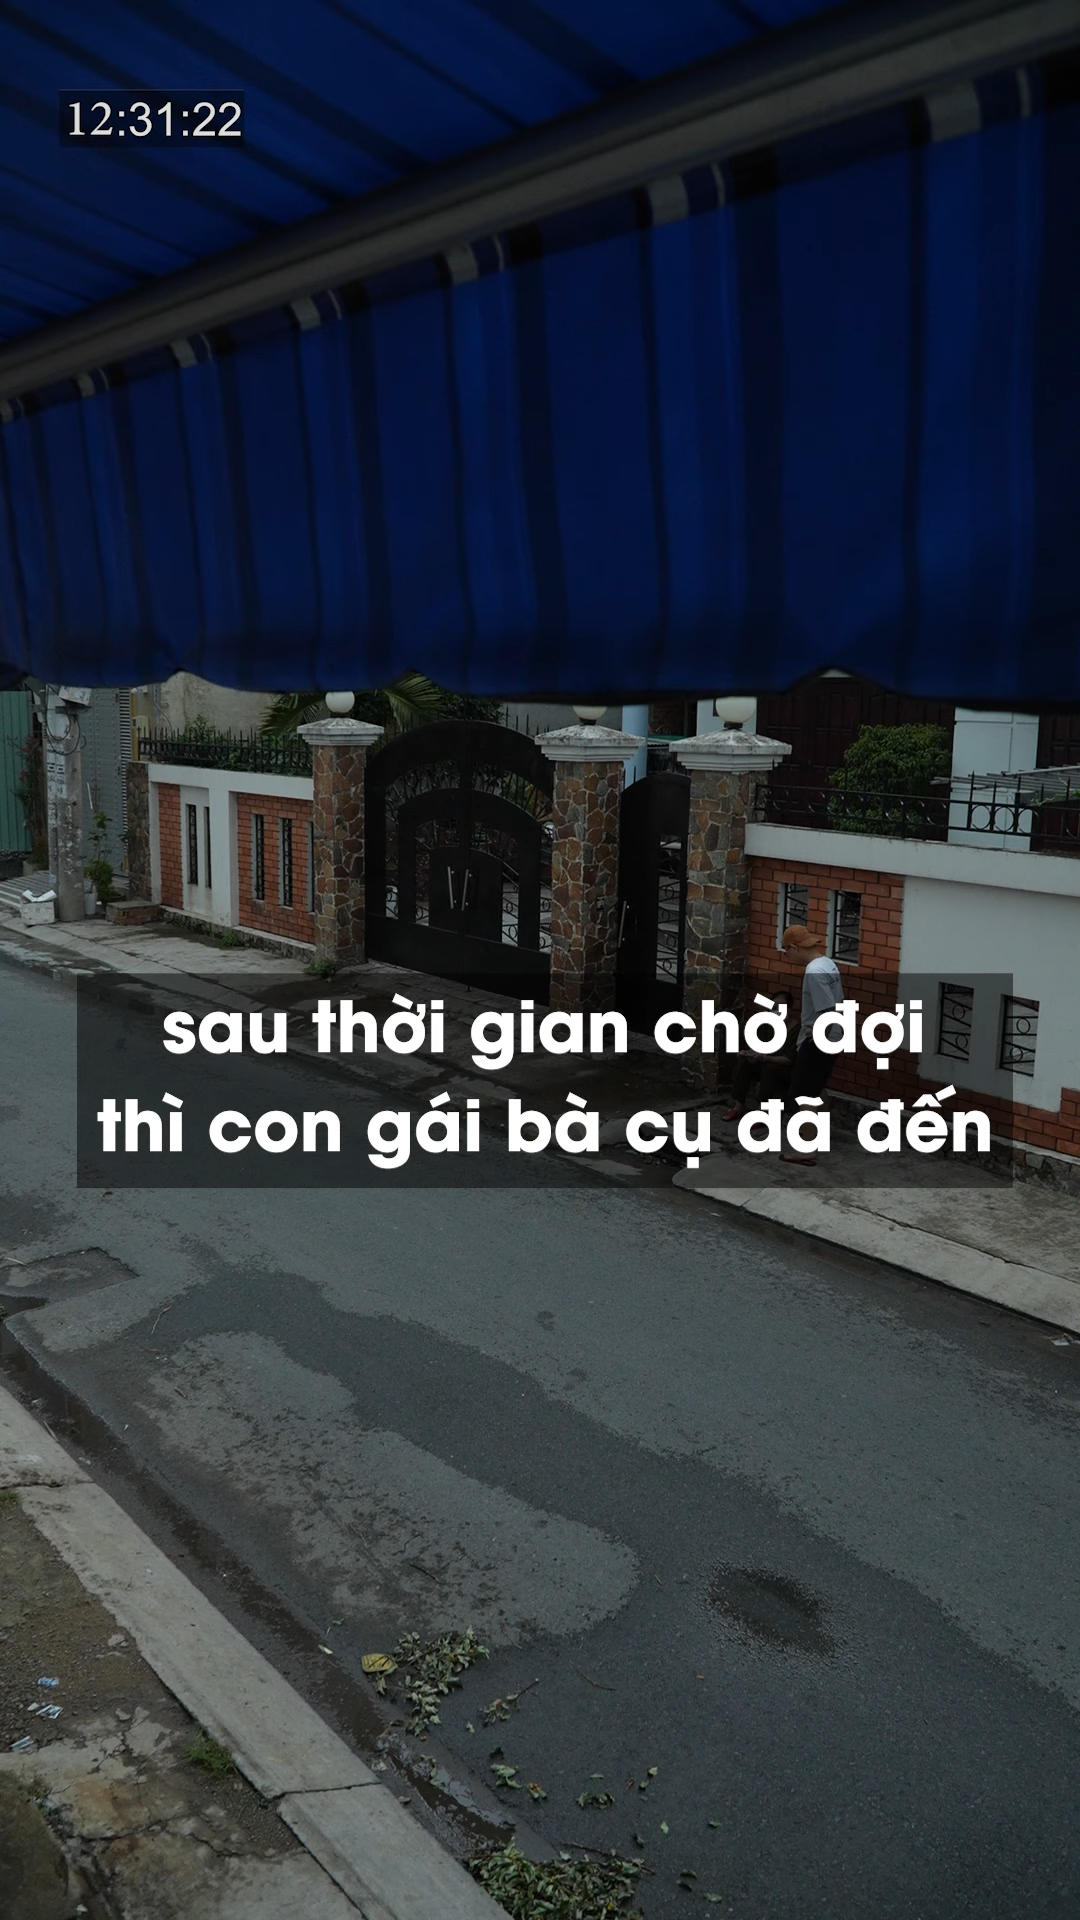 12:31:22
sau thời gian chờ đợi
thì con gái bà cụ đã đến